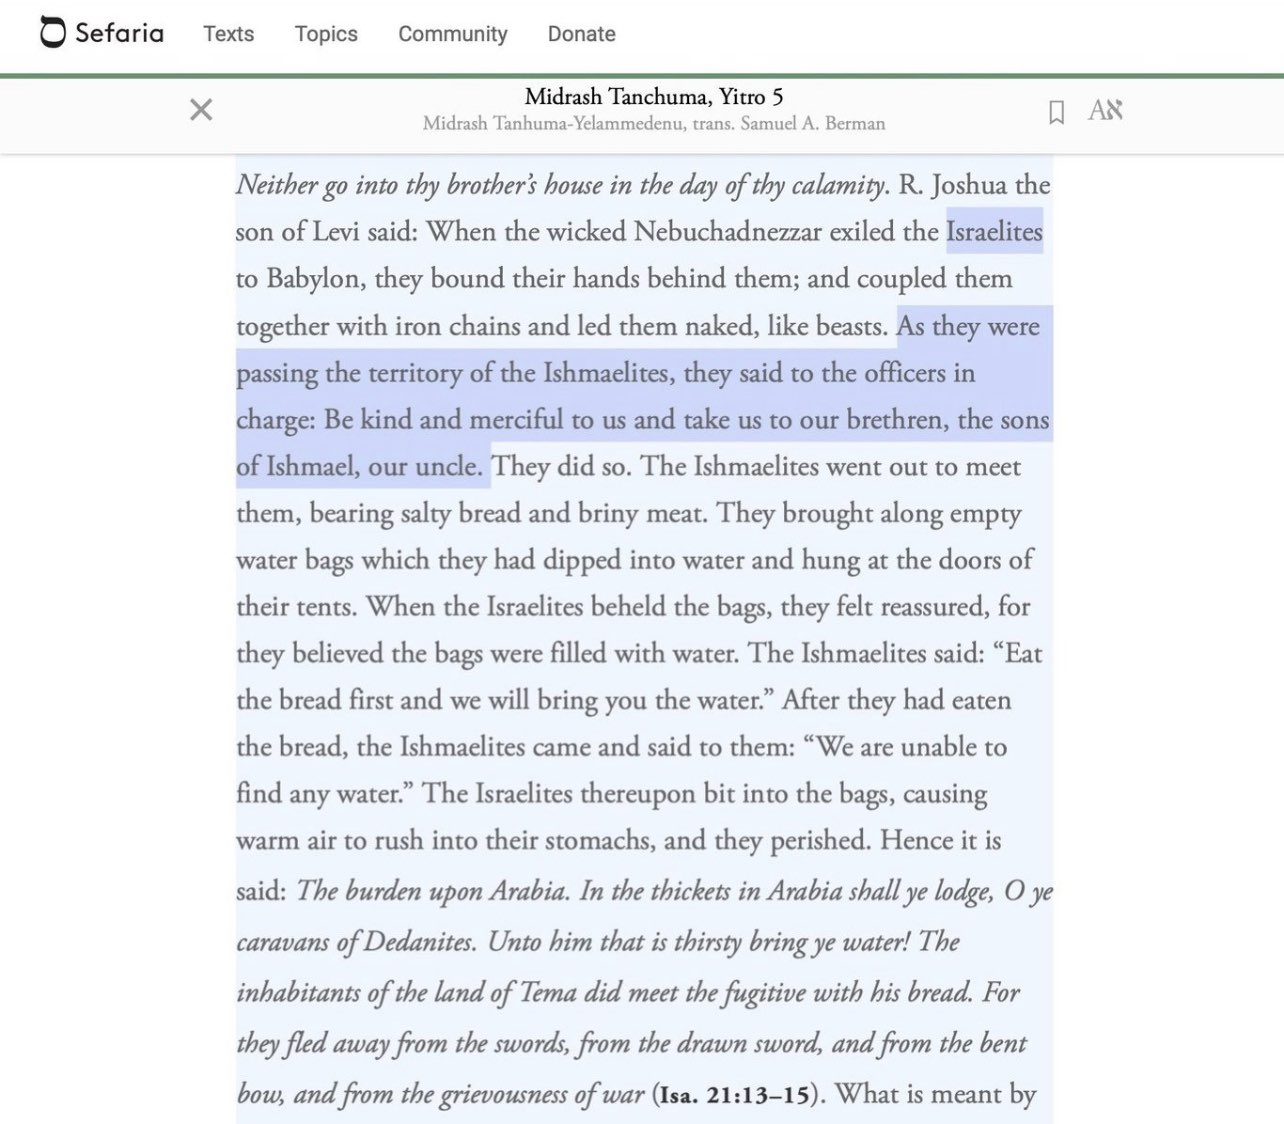 Sefaria Texts Topics Community Donate
Midrash Tanchuma, Yitro 5
Midrash Tanhuma-Yelammedenu, trans. Samuel A. Berman
Aא
Neither go into thy brother’s house in the day of thy calamity. R. Joshua the
son of Levi said: When the wicked Nebuchadnezzar exiled the Israelites
to Babylon, they bound their hands behind them; and coupled them
together with iron chains and led them naked, like beasts. As they were
passing the territory of the Ishmaelites, they said to the officers in
charge: Be kind and merciful to us and take us to our brethren, the sons
of Ishmael, our uncle. They did so. The Ishmaelites went out to meet
them, bearing salty bread and briny meat. They brought along empty
water bags which they had dipped into water and hung at the doors of
their tents. When the Israelites beheld the bags, they felt reassured, for
they believed the bags were filled with water. The Ishmaelites said: “Eat
the bread first and we will bring you the water.” After they had eaten
the bread, the Ishmaelites came and said to them: “We are unable to
find any water.” The Israelites thereupon bit into the bags, causing
warm air to rush into their stomachs, and they perished. Hence it is
said: The burden upon Arabia. In the thickets in Arabia shall ye lodge, O ye
caravans of Dedanites. Unto him that is thirsty bring ye water! The
inhabitants of the land of Tema did meet the fugitive with his bread. For
they fled away from the swords, from the drawn sword, and from the bent
bow, and from the grievousness of war (Isa. 21:13–15). What is meant by